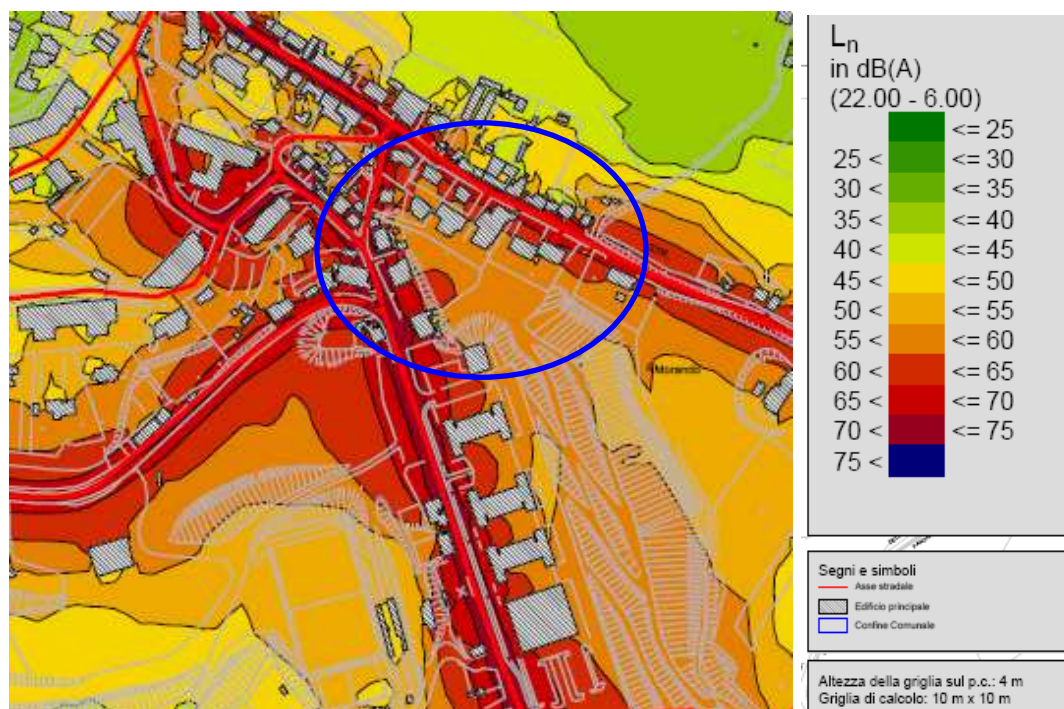 Ln
in dB(A)
(22.00 - 6.00)
<= 25
25 < <= 30
30 < <= 35
35 < <= 40
40 < <= 45
45 < <= 50
50 < <= 55
55 < <= 60
60 < <= 65
65 < <= 70
70 < <= 75
75 <
Morando
Segni e simboli
Asse stradale
Edificio principale
Confine Comunale
Altezza della griglia sul p.c.: 4 m
Griglia di calcolo: 10 m x 10 m